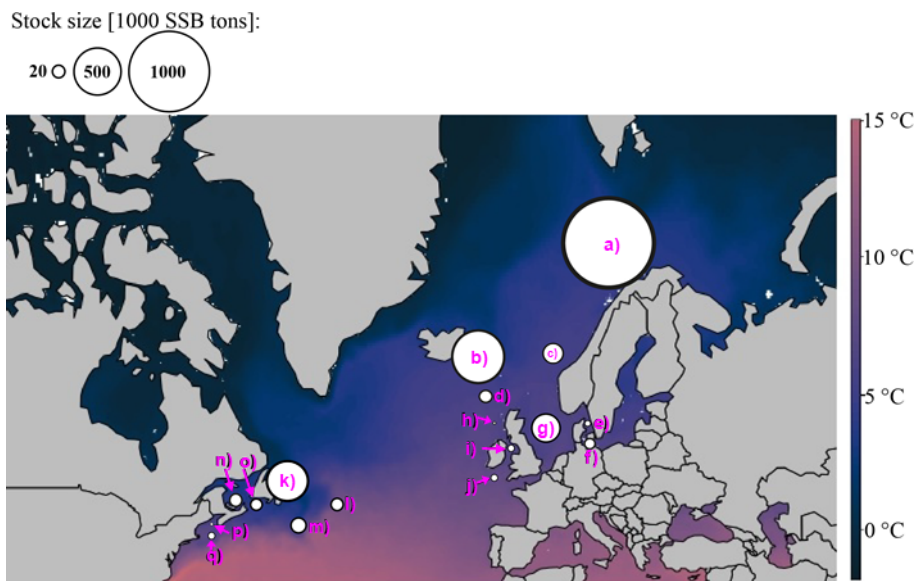 Stock size [1000 SSB tons]:
20 500 1000
15 °C
a)
10 °C
b) c)
d) 5 °C
h) g) e)
i) f)
n) o) k) j)
l)
m) 0 °C
p)
q)